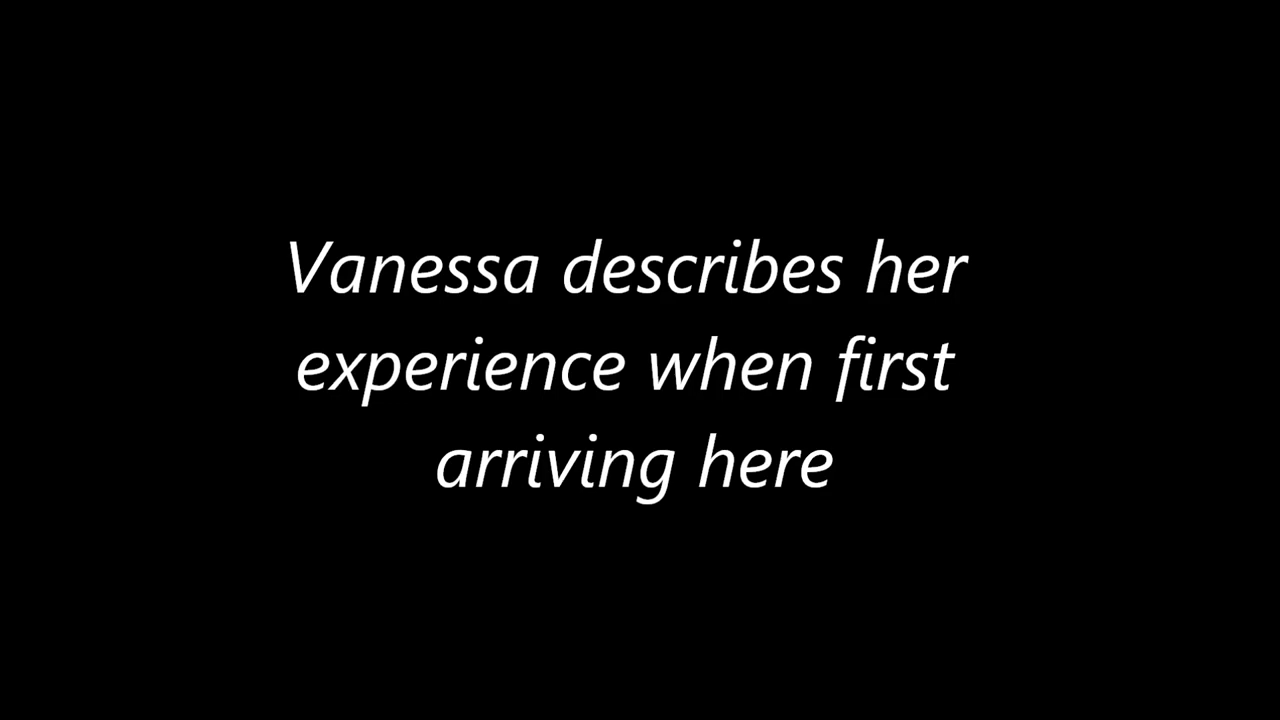 Vanessa describes her
experience when first
arriving here